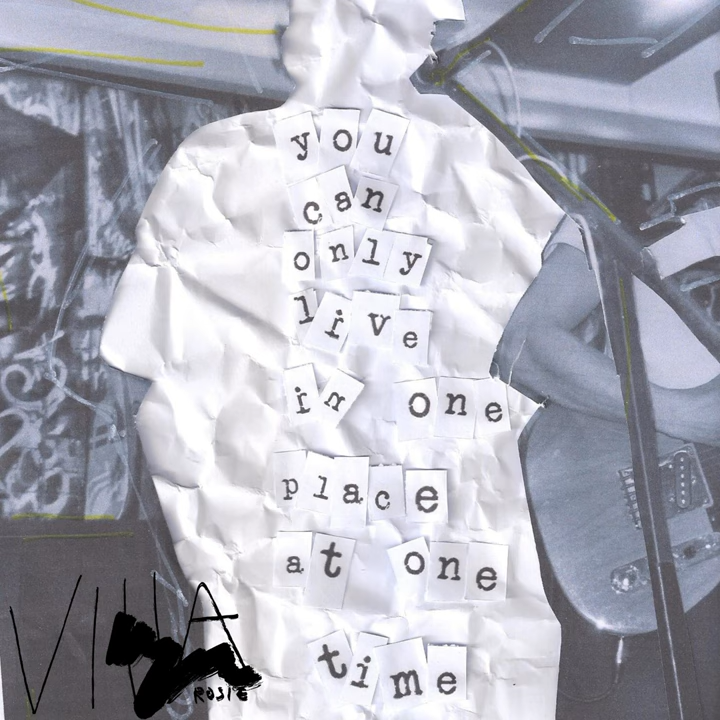 you
can
only
live
in one
place
at one
time
VILLA
ROSIE